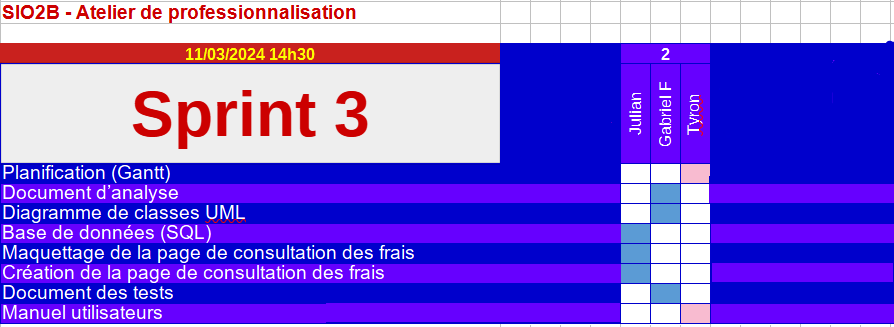 SIO2B - Atelier de professionnalisation
11/03/2024 14h30
2
Sprint 3
Julian
Gabriel F
Tyron
Planification (Gantt)
Document d'analyse
Diagramme de classes UML
Base de données (SQL)
Maquettage de la page de consultation des frais
Création de la page de consultation des frais
Document des tests
Manuel utilisateurs